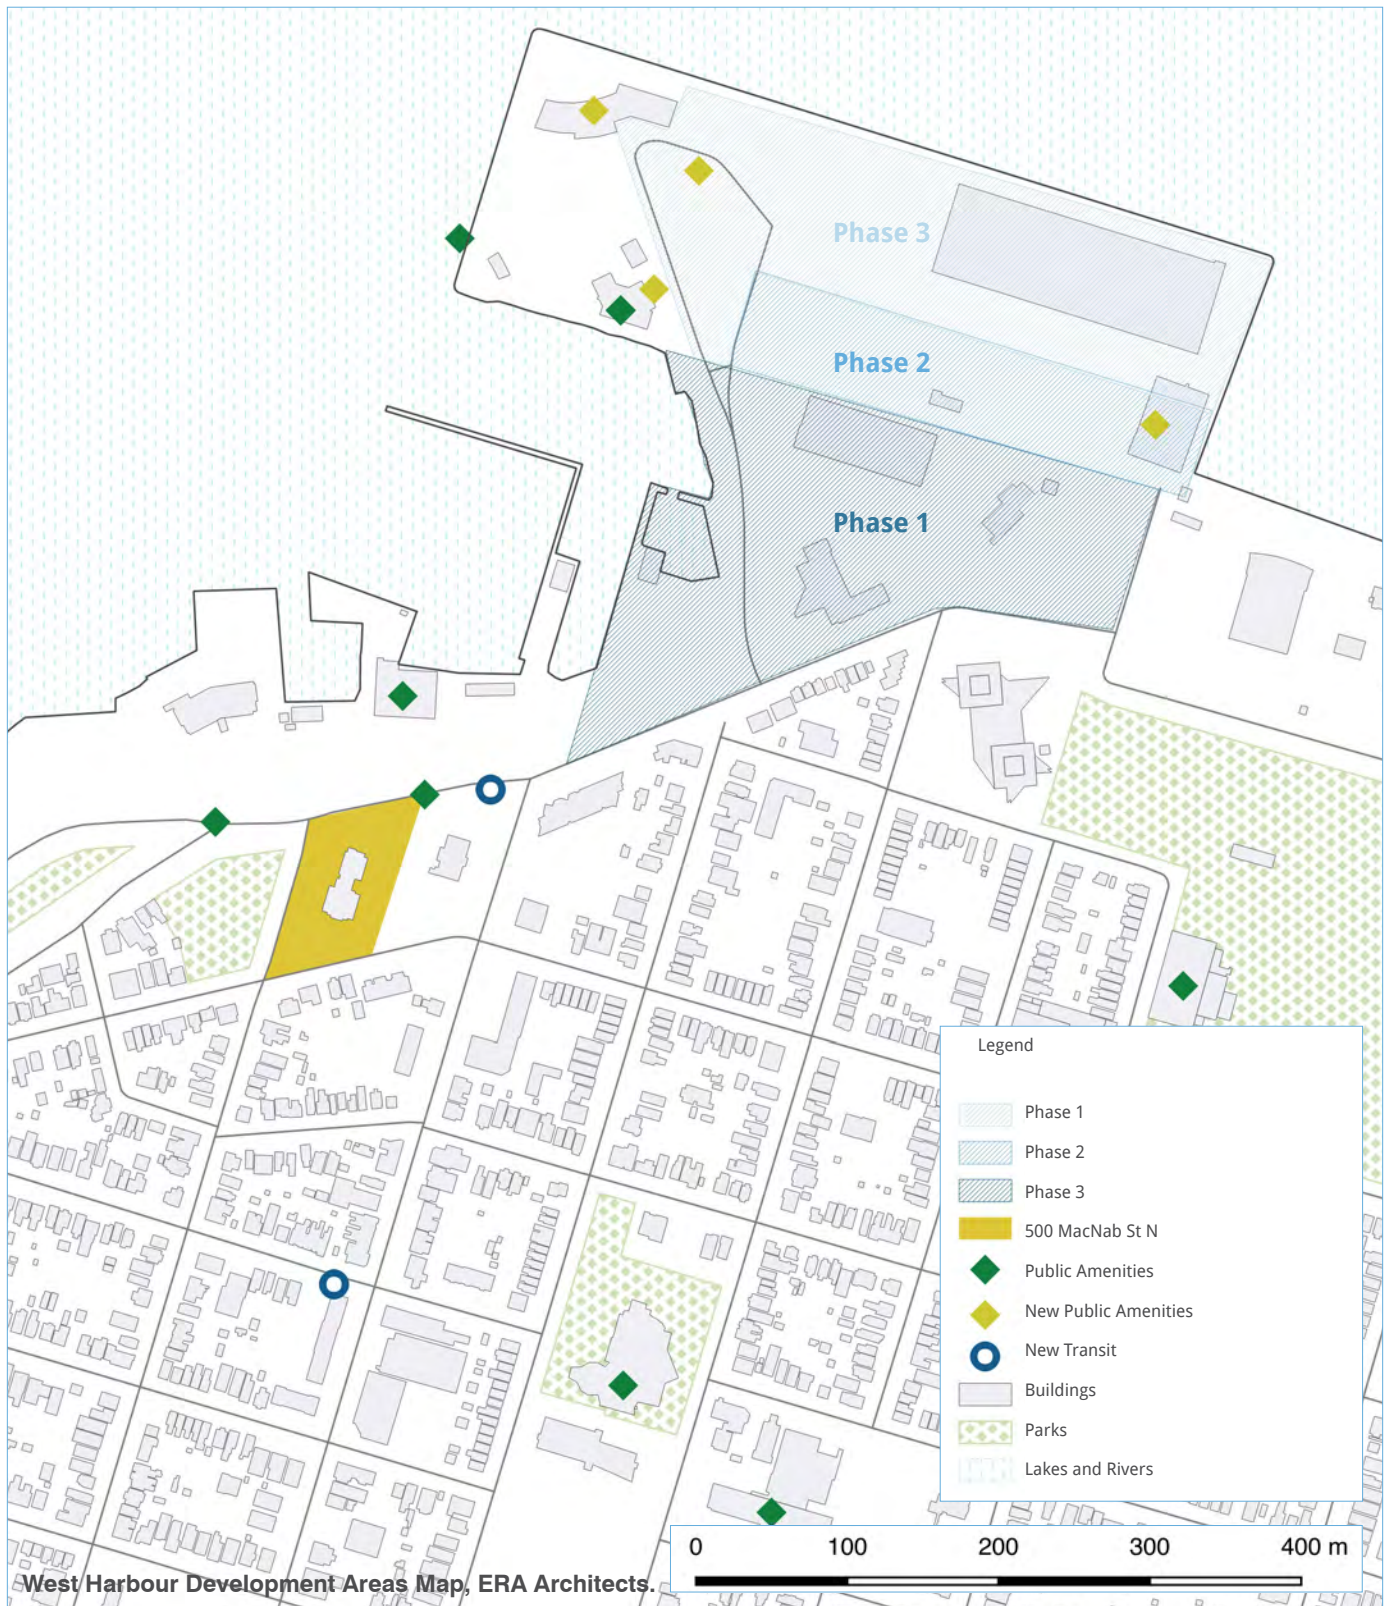 Phase 3
Phase 2
Phase 1
Legend
Phase 1
Phase 2
Phase 3
500 MacNab St N
Public Amenities
New Public Amenities
New Transit
Buildings
Parks
Lakes and Rivers
0 100 200 300 400 m
West Harbour Development Areas Map, ERA Architects.